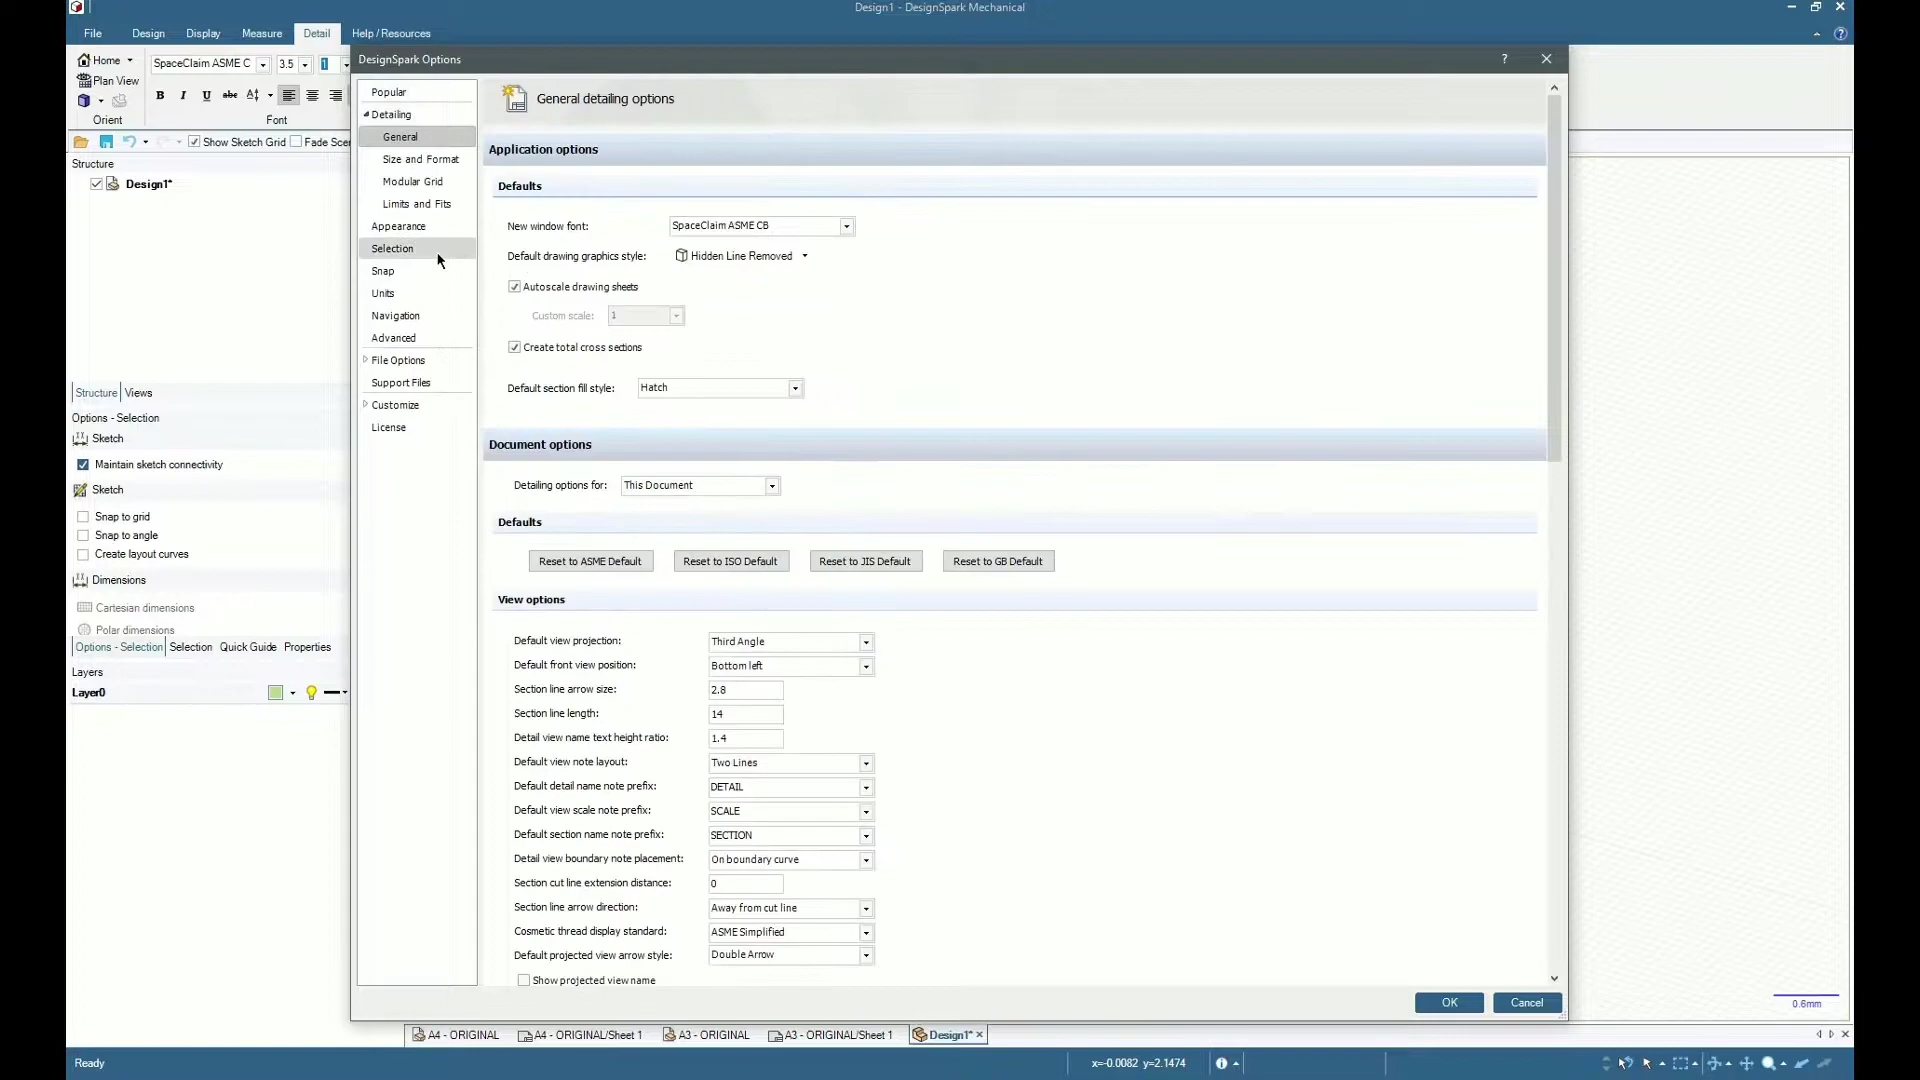 Design1 - DesignSpark Mechanical
File Design Display Measure Detail Help / Resources
Home
Plan View
Orient
SpaceClaim ASME C 3.5 1
B I U abc
Font
Show Sketch Grid Fade Scer
Structure
Design1*
Structure Views
Options - Selection
Sketch
Maintain sketch connectivity
Sketch
Snap to grid
Snap to angle
Create layout curves
Dimensions
Cartesian dimensions
Polar dimensions
Options - Selection Selection Quick Guide Properties
Layers
Layer0
DesignSpark Options ?
Popular
Detailing
General
Size and Format
Modular Grid
Limits and Fits
Appearance
Selection
Snap
Units
Navigation
Advanced
File Options
Support Files
Customize
License
General detailing options
Application options
Defaults
New window font: SpaceClaim ASME CB
Default drawing graphics style: Hidden Line Removed
Autoscale drawing sheets
Custom scale: 1
Create total cross sections
Default section fill style: Hatch
Document options
Detailing options for: This Document
Defaults
Reset to ASME Default Reset to ISO Default Reset to JIS Default Reset to GB Default
View options
Default view projection: Third Angle
Default front view position: Bottom left
Section line arrow size: 2.8
Section line length: 14
Detail view name text height ratio: 1.4
Default view note layout: Two Lines
Default detail name note prefix: DETAIL
Default view scale note prefix: SCALE
Default section name note prefix: SECTION
Detail view boundary note placement: On boundary curve
Section cut line extension distance: 0
Section line arrow direction: Away from cut line
Cosmetic thread display standard: ASME Simplified
Default projected view arrow style: Double Arrow
Show projected view name
OK Cancel
0.6mm
A4 - ORIGINAL A4 - ORIGINAL/Sheet 1 A3 - ORIGINAL A3 - ORIGINAL/Sheet 1 Design1*
Ready x=-0.0082 y=2.1474